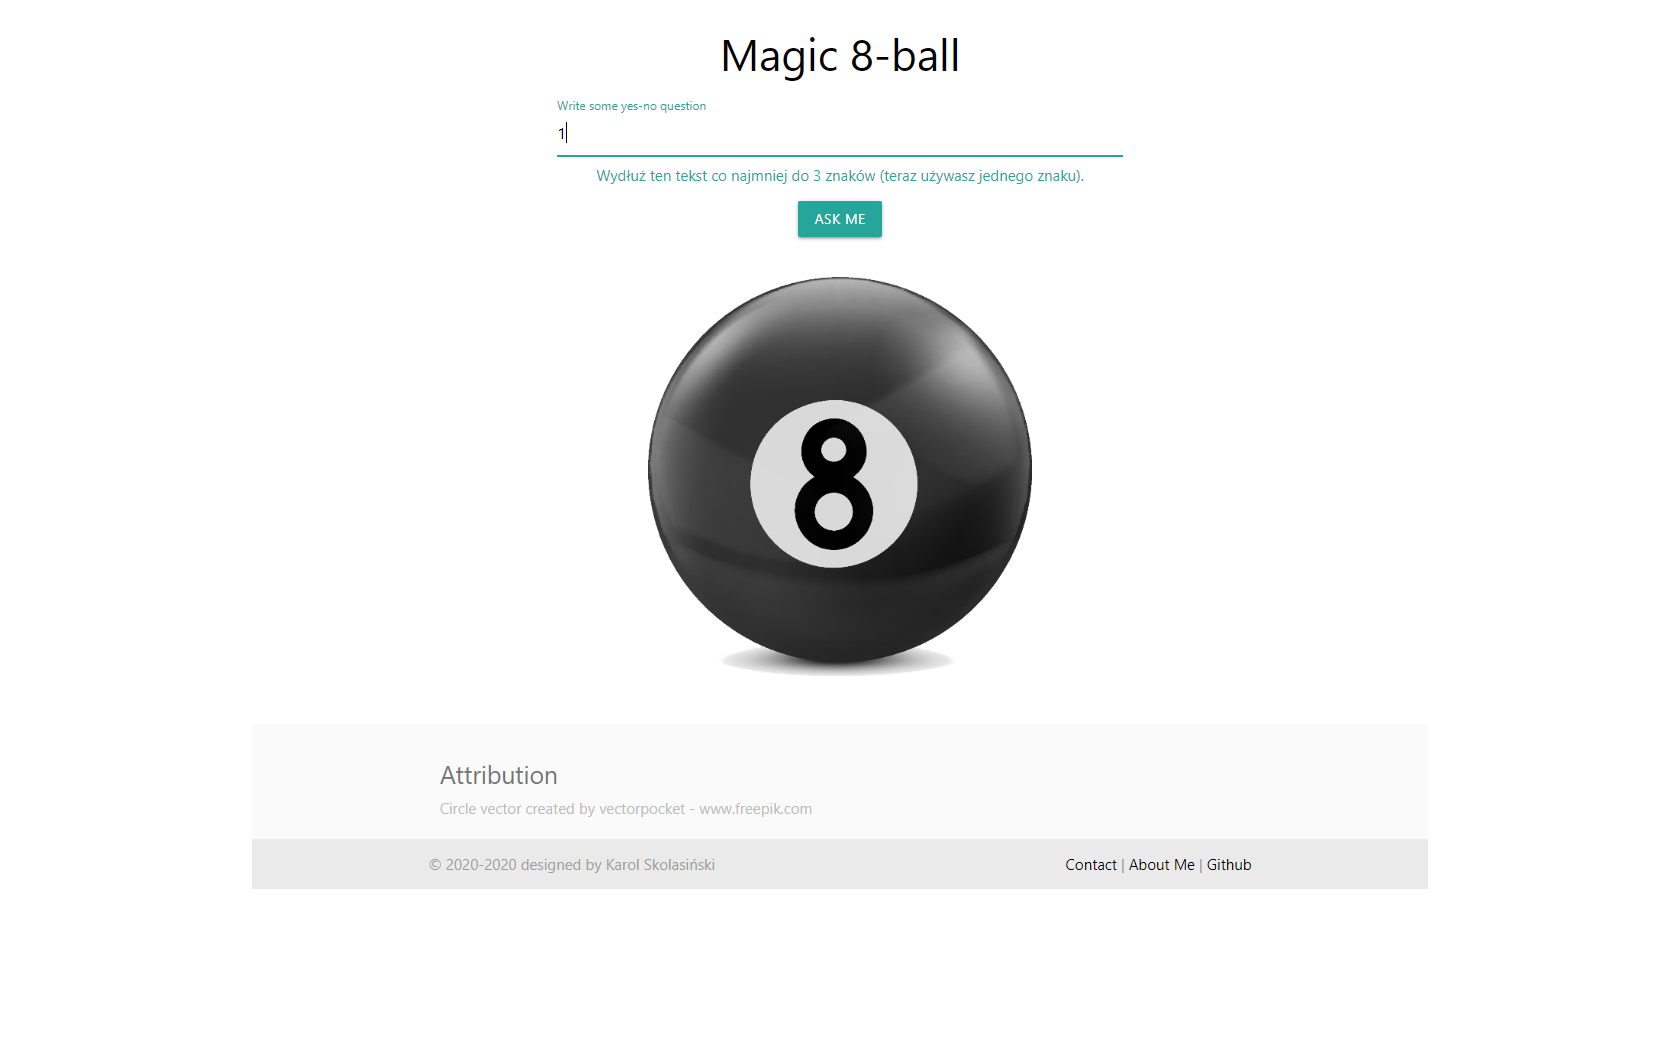 Magic 8-ball
Write some yes-no question
1
Wydłuż ten tekst co najmniej do 3 znaków (teraz używasz jednego znaku).
ASK ME
8
Attribution
Circle vector created by vectorpocket - www.freepik.com
© 2020-2020 designed by Karol Skolasiński
Contact | About Me | Github